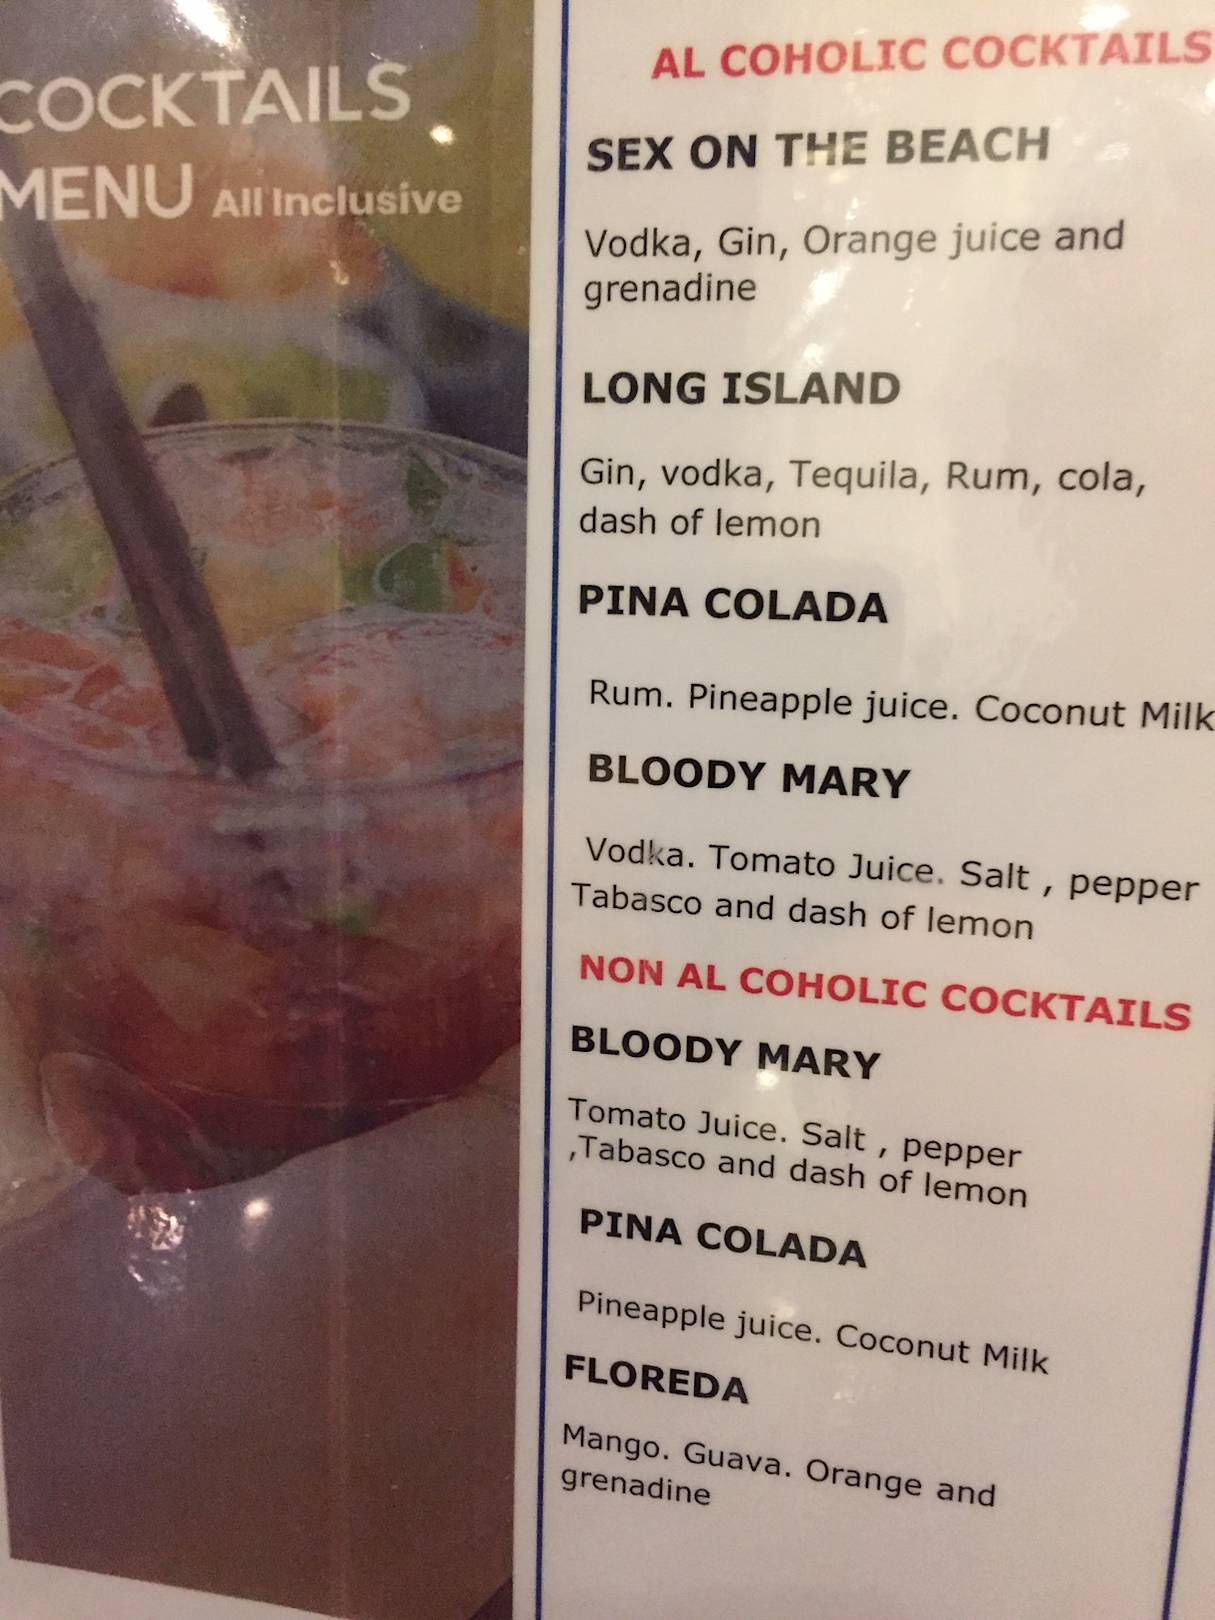 COCKTAILS
MENU All Inclusive
AL COHOLIC COCKTAILS
SEX ON THE BEACH
Vodka, Gin, Orange juice and
grenadine
LONG ISLAND
Gin, vodka, Tequila, Rum, cola,
dash of lemon
PINA COLADA
Rum. Pineapple juice. Coconut Milk
BLOODY MARY
Vodka. Tomato Juice. Salt , pepper
Tabasco and dash of lemon
NON AL COHOLIC COCKTAILS
BLOODY MARY
Tomato Juice. Salt , pepper
,Tabasco and dash of lemon
PINA COLADA
Pineapple juice. Coconut Milk
FLOREDA
Mango. Guava. Orange and
grenadine